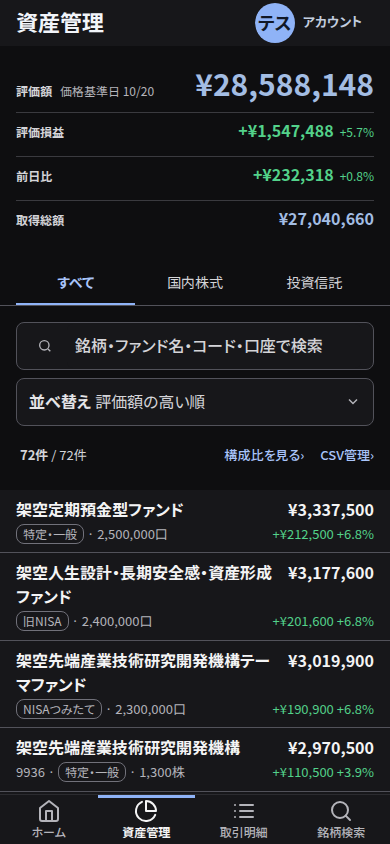 資産管理
テス アカウント
評価額 価格基準日 10/20 ¥28,588,148
評価損益 +¥1,547,488 +5.7%
前日比 +¥232,318 +0.8%
取得総額 ¥27,040,660
すべて 国内株式 投資信託
銘柄・ファンド名・コード・口座で検索
並べ替え 評価額の高い順
72件 / 72件 構成比を見る› CSV管理›
架空定期預金型ファンド ¥3,337,500
特定・一般 · 2,500,000口 +¥212,500 +6.8%
架空人生設計・長期安全感・資産形成 ¥3,177,600
ファンド
旧NISA · 2,400,000口 +¥201,600 +6.8%
架空先端産業技術研究開発機構テー ¥3,019,900
マファンド
NISAつみたて · 2,300,000口 +¥190,900 +6.8%
架空先端産業技術研究開発機構 ¥2,970,500
9936 · 特定・一般 · 1,300株 +¥110,500 +3.9%
ホーム 資産管理 取引明細 銘柄検索